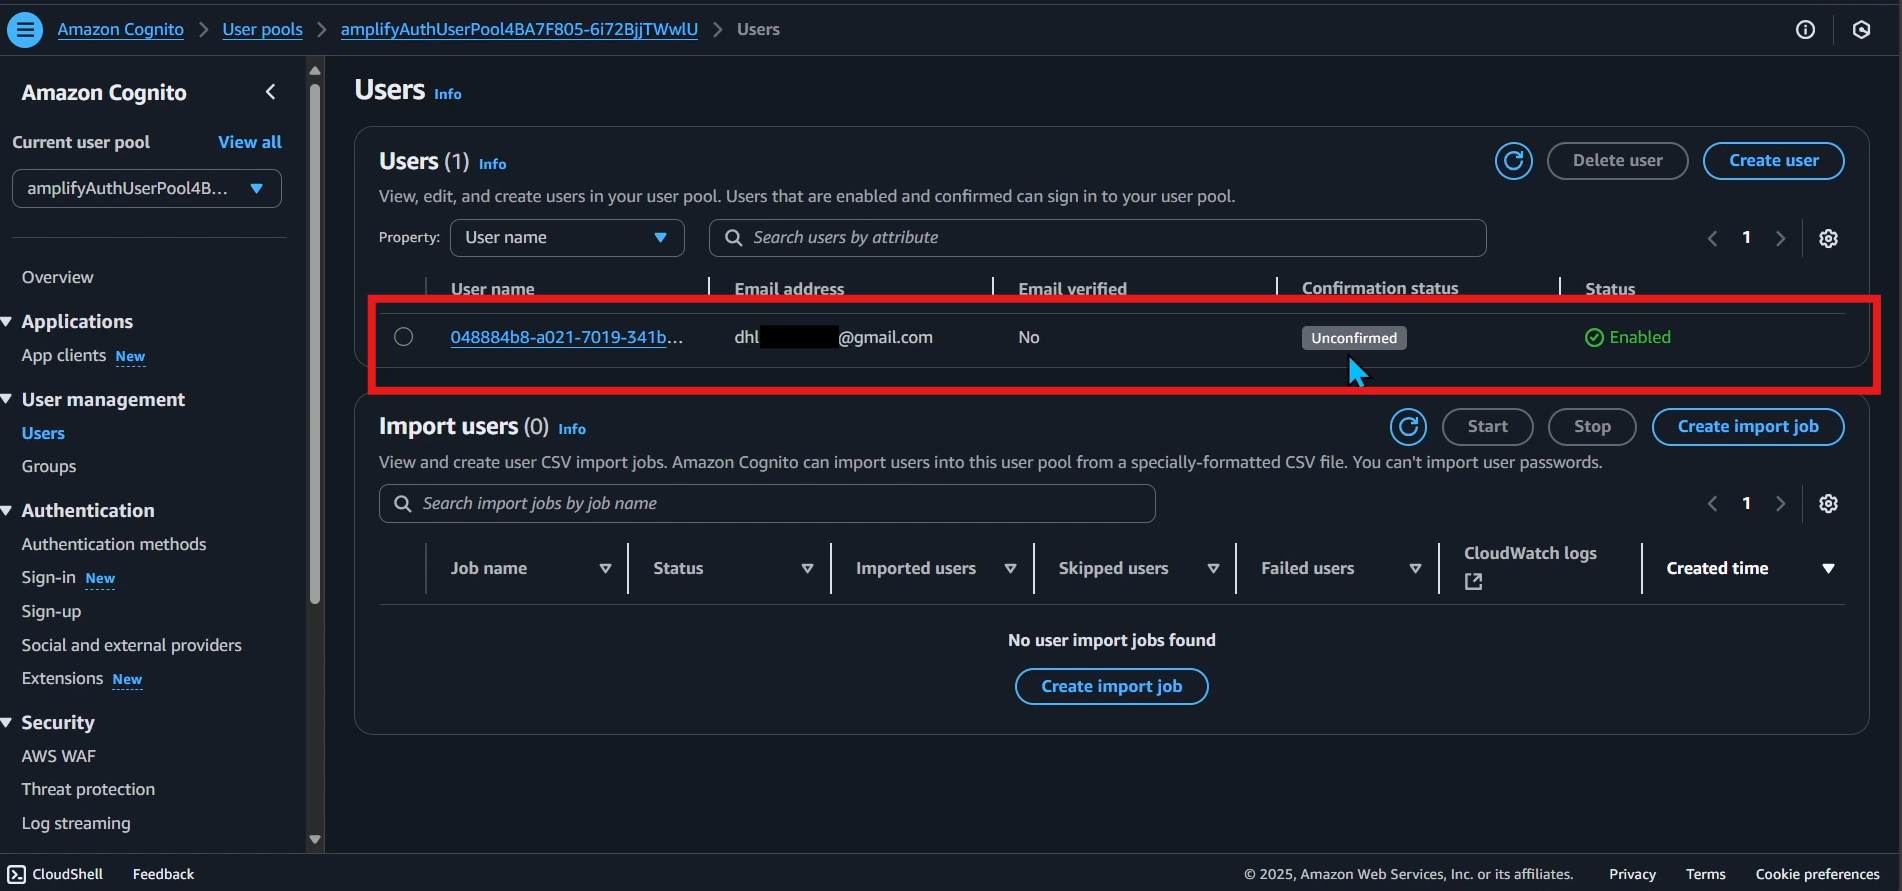 Amazon Cognito > User pools > amplifyAuthUserPool4BA7F805-6i72BjjTWwlU > Users
Amazon Cognito
Current user pool View all
amplifyAuthUserPool4B...
Overview
Applications
App clients New
User management
Users
Groups
Authentication
Authentication methods
Sign-in New
Sign-up
Social and external providers
Extensions New
Security
AWS WAF
Threat protection
Log streaming
Users Info
Users (1) Info
Delete user
Create user
View, edit, and create users in your user pool. Users that are enabled and confirmed can sign in to your user pool.
Property: User name
Search users by attribute
1
User name Email address Email verified Confirmation status Status
048884b8-a021-7019-341b... dhl @gmail.com No Unconfirmed Enabled
Import users (0) Info
Start
Stop
Create import job
View and create user CSV import jobs. Amazon Cognito can import users into this user pool from a specially-formatted CSV file. You can't import user passwords.
Search import jobs by job name
1
Job name Status Imported users Skipped users Failed users CloudWatch logs Created time
No user import jobs found
Create import job
CloudShell Feedback
© 2025, Amazon Web Services, Inc. or its affiliates. Privacy Terms Cookie preferences